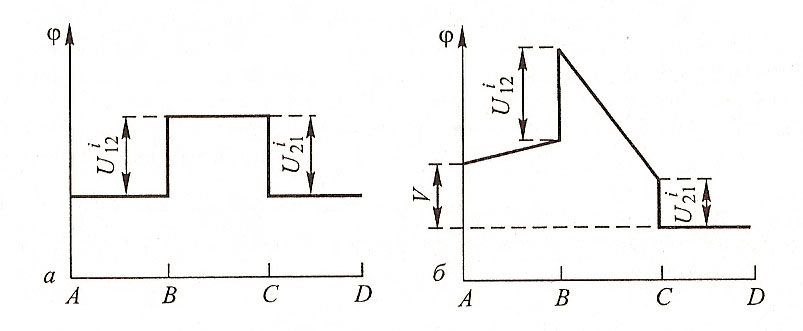 φ
U^i_12
U^i_21
а
A B C D
φ
U^i_12
V
U^i_21
б
A B C D